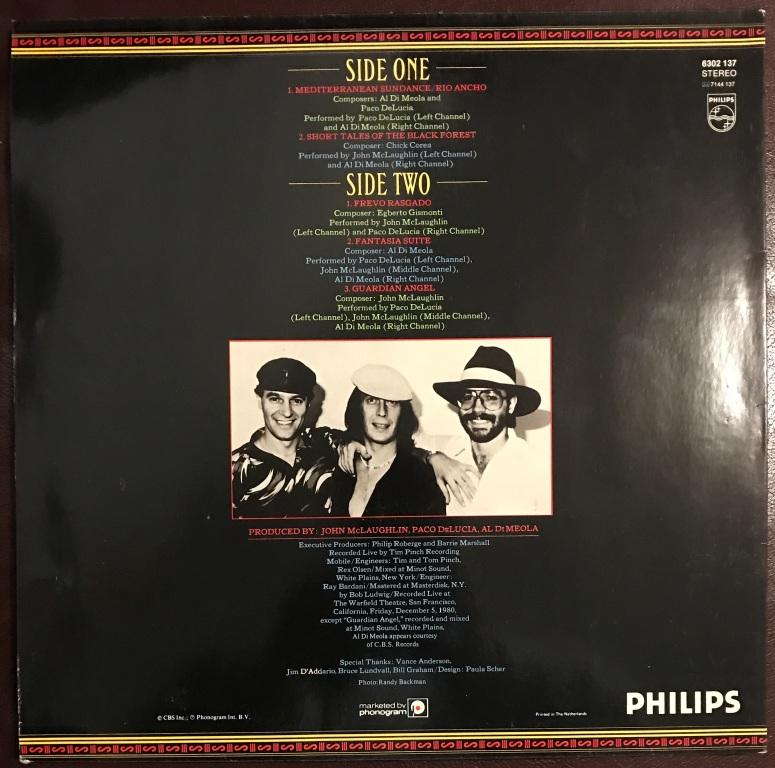 SIDE ONE
1. MEDITERRANEAN SUNDANCE/RIO ANCHO
Composers: Al Di Meola and
Paco DeLucia
Performed by Paco DeLucia (Left Channel)
and Al Di Meola (Right Channel)
2. SHORT TALES OF THE BLACK FOREST
Composer: Chick Corea
Performed by John McLaughlin (Left Channel)
and Al Di Meola (Right Channel)
SIDE TWO
1. FREVO RASGADO
Composer: Egberto Gismonti
Performed by John McLaughlin
(Left Channel) and Paco DeLucia (Right Channel)
2. FANTASIA SUITE
Composer: Al Di Meola
Performed by Paco DeLucia (Left Channel),
John McLaughlin (Middle Channel),
Al Di Meola (Right Channel)
3. GUARDIAN ANGEL
Composer: John McLaughlin
Performed by Paco DeLucia
(Left Channel), John McLaughlin (Middle Channel),
Al Di Meola (Right Channel)
6302 137
STEREO
7144 137
PHILIPS
PRODUCED BY: JOHN McLAUGHLIN, PACO DeLUCIA, AL Di MEOLA
Executive Producers: Philip Roberge and Barrie Marshall
Recorded Live by Tim Pinch Recording
Mobile/Engineers: Tim and Tom Pinch,
Rex Olsen/Mixed at Minot Sound,
White Plains, New York/Engineer:
Ray Bardani/Mastered at Masterdisk, N.Y.
by Bob Ludwig/Recorded Live at
The Warfield Theatre, San Francisco,
California, Friday, December 5, 1980,
except "Guardian Angel," recorded and mixed
at Minot Sound, White Plains,
Al Di Meola appears courtesy
of C.B.S. Records
Special Thanks: Vance Anderson,
Jim D'Addario, Bruce Lundvall, Bill Graham/Design: Paula Scher
Photo: Randy Backman
© CBS Inc.; ℗ Phonogram Int. B.V.
marketed by
phonogram
Printed in The Netherlands
PHILIPS